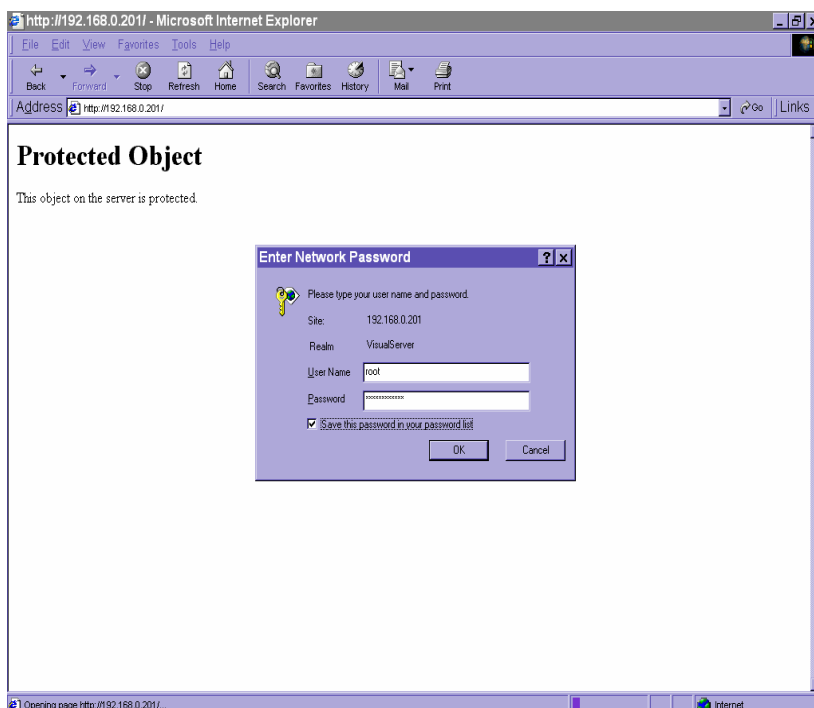 http://192.168.0.201/ - Microsoft Internet Explorer
File Edit View Favorites Tools Help
Back Forward Stop Refresh Home Search Favorites History Mail Print
Address http://192.168.0.201/ Go Links
Protected Object
This object on the server is protected.
Enter Network Password
Please type your user name and password.
Site: 192.168.0.201
Realm VisualServer
User Name root
Password xxxxxxxxxxxx
Save this password in your password list
OK Cancel
Opening page http://192.168.0.201/... Internet